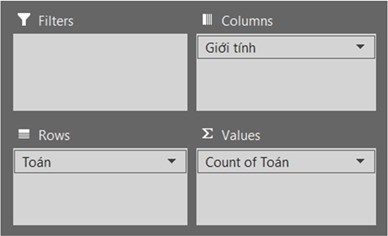 Filters
Columns
Giới tính
Rows
Values
Toán
Count of Toán